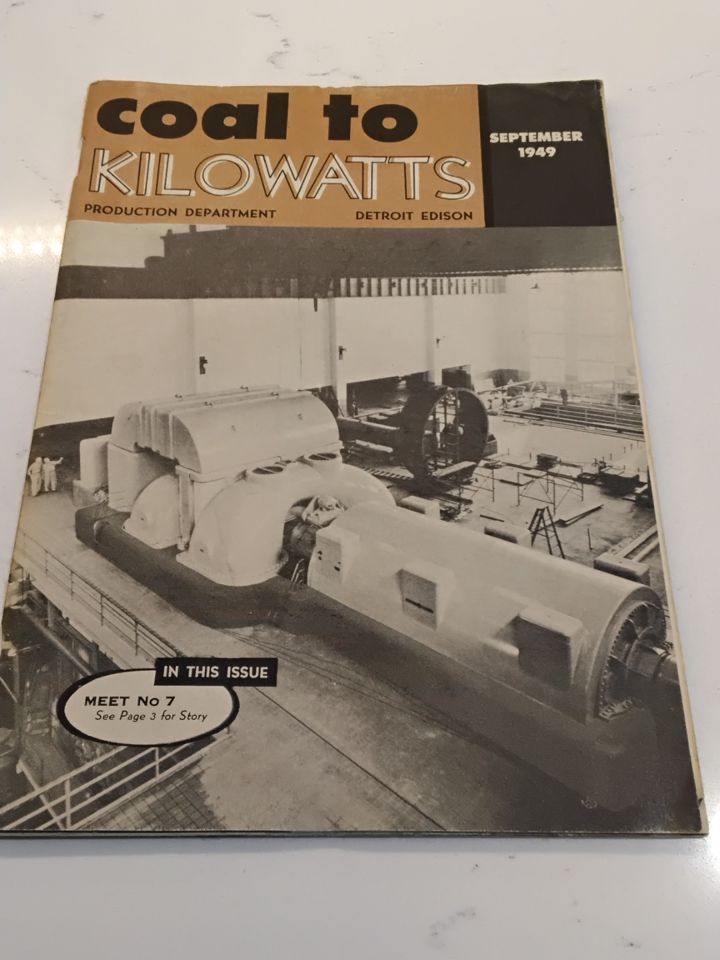 coal to
KILOWATTS
PRODUCTION DEPARTMENT DETROIT EDISON
SEPTEMBER
1949
IN THIS ISSUE
MEET No 7
See Page 3 for Story